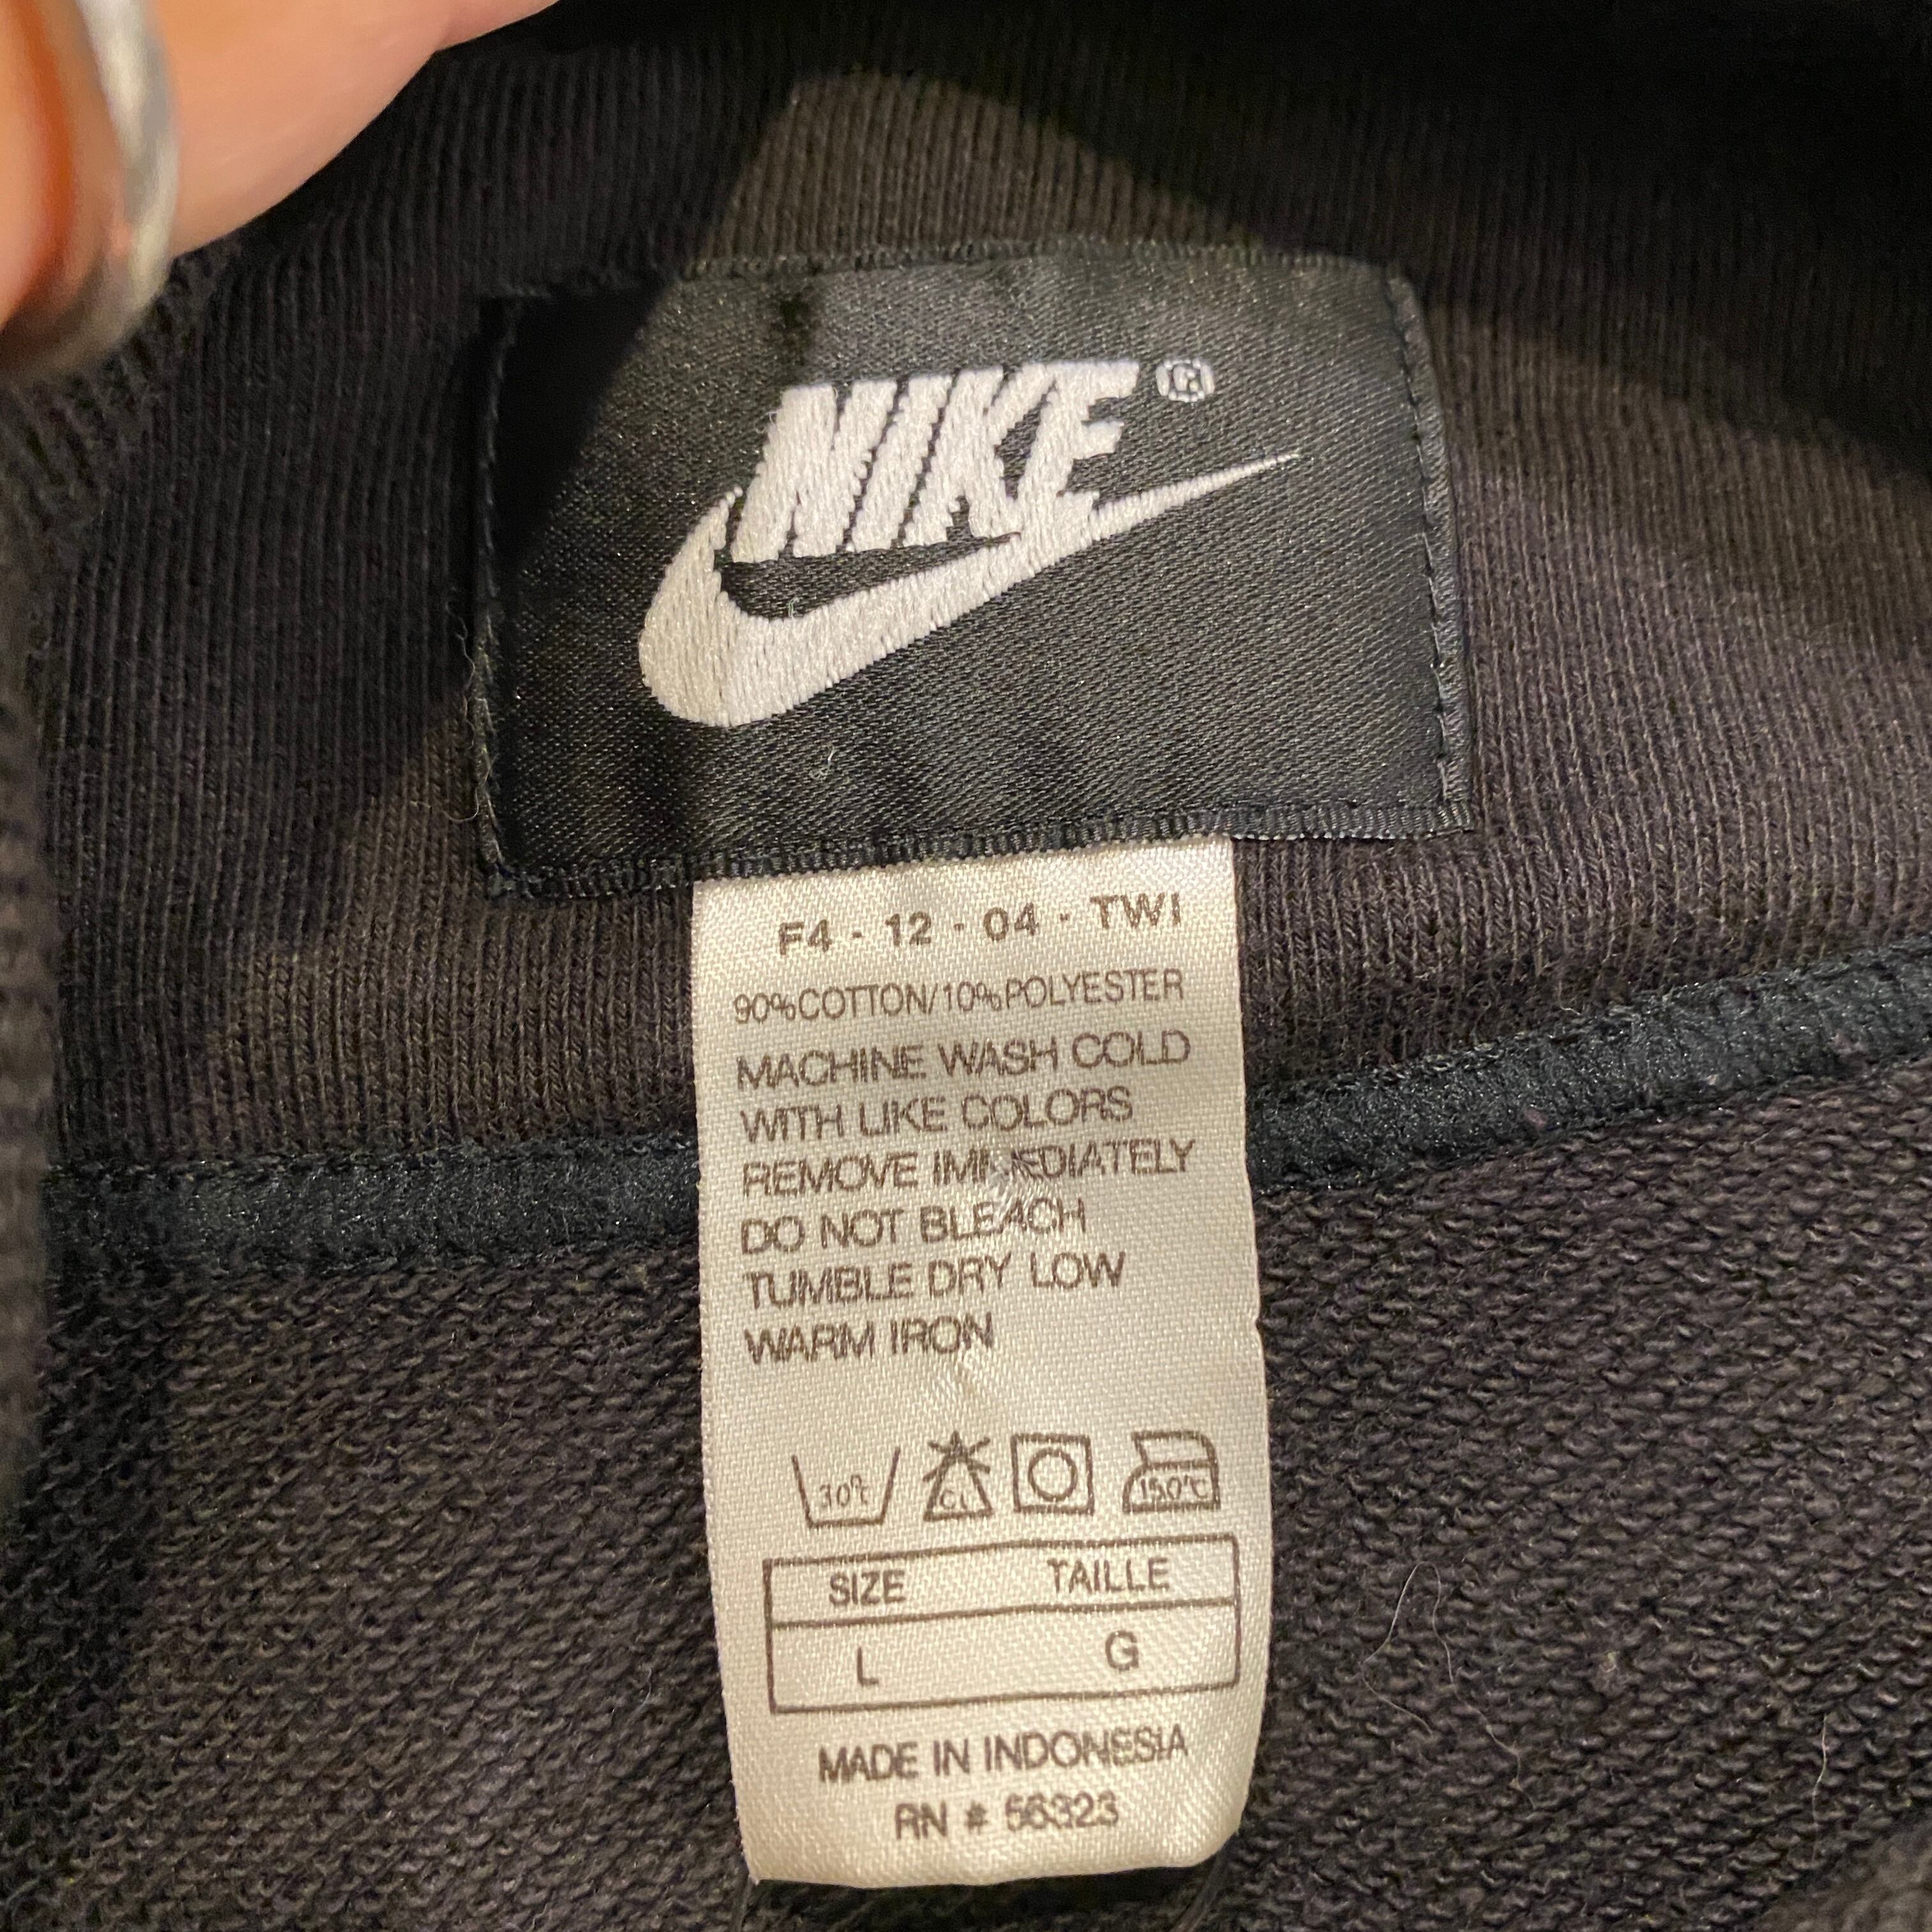 NIKE®
F4 - 12 - 04 - TWI
90%COTTON/10%POLYESTER
MACHINE WASH COLD
WITH LIKE COLORS
REMOVE IMMEDIATELY
DO NOT BLEACH
TUMBLE DRY LOW
WARM IRON
30°C CL 150°C
SIZE TAILLE
L G
MADE IN INDONESIA
RN # 56323